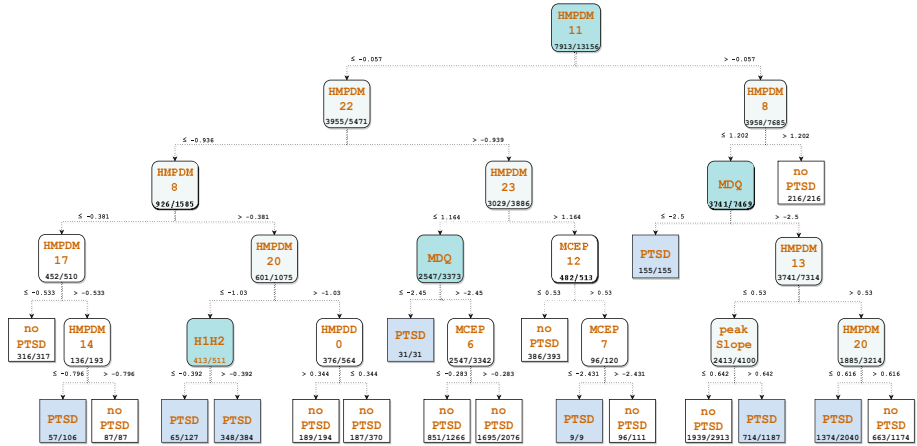 HMPDM
11
7913/13156
≤ -0.057
> -0.057
HMPDM
22
3955/5471
HMPDM
8
3958/7685
≤ -0.936
> -0.939
≤ 1.202
> 1.202
HMPDM
8
926/1585
HMPDM
23
3029/3886
MDQ
3741/7469
no
PTSD
216/216
≤ -0.381
> -0.381
≤ 1.164
> 1.164
≤ -2.5
> -2.5
HMPDM
17
452/510
HMPDM
20
601/1075
MDQ
2547/3373
MCEP
12
482/513
PTSD
155/155
HMPDM
13
3741/7314
≤ -0.533
> -0.533
≤ -1.03
> -1.03
≤ -2.45
> -2.45
≤ 0.53
> 0.53
≤ 0.53
> 0.53
no
PTSD
316/317
HMPDM
14
136/193
H1H2
413/511
HMPDD
0
376/564
PTSD
31/31
MCEP
6
2547/3342
no
PTSD
386/393
MCEP
7
96/120
peak
Slope
2413/4100
HMPDM
20
1885/3214
≤ -0.796
> -0.796
≤ -0.392
> -0.392
> 0.344
≤ 0.344
≤ -0.283
> -0.283
≤ -2.431
> -2.431
≤ 0.642
> 0.642
≤ 0.616
> 0.616
PTSD
57/106
no
PTSD
87/87
PTSD
65/127
PTSD
348/384
no
PTSD
189/194
no
PTSD
187/370
no
PTSD
851/1266
no
PTSD
1695/2076
PTSD
9/9
no
PTSD
96/111
no
PTSD
1939/2913
PTSD
714/1187
PTSD
1374/2040
no
PTSD
663/1174